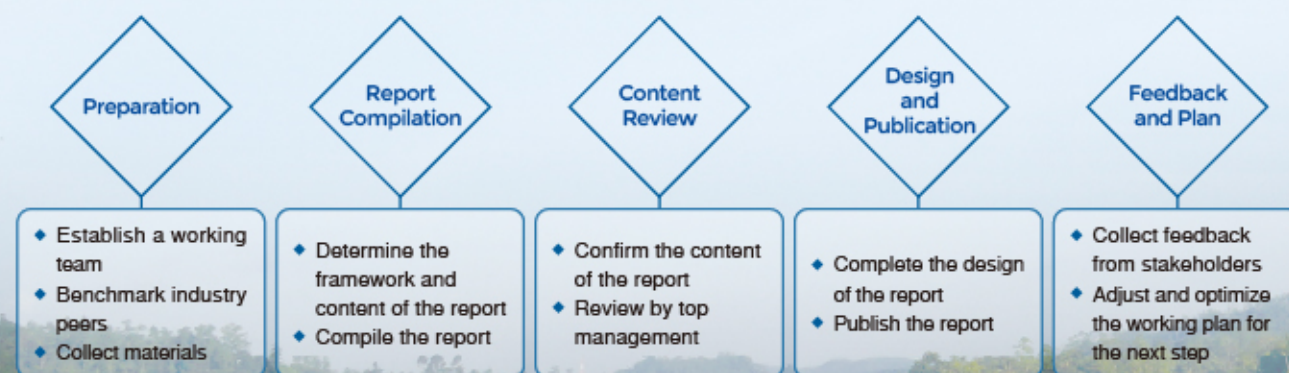 Preparation
Report
Compilation
Content
Review
Design
and
Publication
Feedback
and Plan
◆ Establish a working
team
◆ Benchmark industry
peers
◆ Collect materials
◆ Determine the
framework and
content of the report
◆ Compile the report
◆ Confirm the content
of the report
◆ Review by top
management
◆ Complete the design
of the report
◆ Publish the report
◆ Collect feedback
from stakeholders
◆ Adjust and optimize
the working plan for
the next step